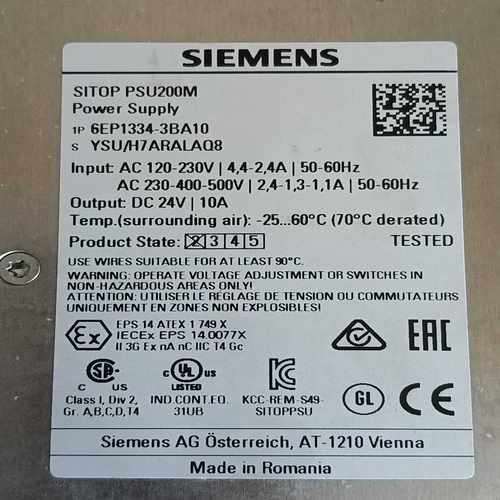 SIEMENS
SITOP PSU200M
Power Supply
1P 6EP1334-3BA10
S YSU/H7ARALAQ8
Input: AC 120-230V | 4,4-2,4A | 50-60Hz
AC 230-400-500V | 2,4-1,3-1,1A | 50-60Hz
Output: DC 24V | 10A
Temp.(surrounding air): -25...60°C (70°C derated)
Product State: 2 3 4 5 TESTED
USE WIRES SUITABLE FOR AT LEAST 90°C.
WARNING: OPERATE VOLTAGE ADJUSTMENT OR SWITCHES IN
NON-HAZARDOUS AREAS ONLY!
ATTENTION: UTILISER LE RÉGLAGE DE TENSION OU COMMUTATEURS
UNIQUEMENT EN ZONES NON EXPLOSIBLES!
Ex EPS 14 ATEX 1 749 X
IECEx EPS 14.0077X
II 3G Ex nA nC IIC T4 Gc
EAC
SA
C US
C UL US
LISTED
Class I, Div 2,
Gr. A,B,C,D,T4
IND.CONT.EQ.
31UB
KC
KCC-REM-S49-
SITOPPSU
GL
CE
Siemens AG Österreich, AT-1210 Vienna
Made in Romania